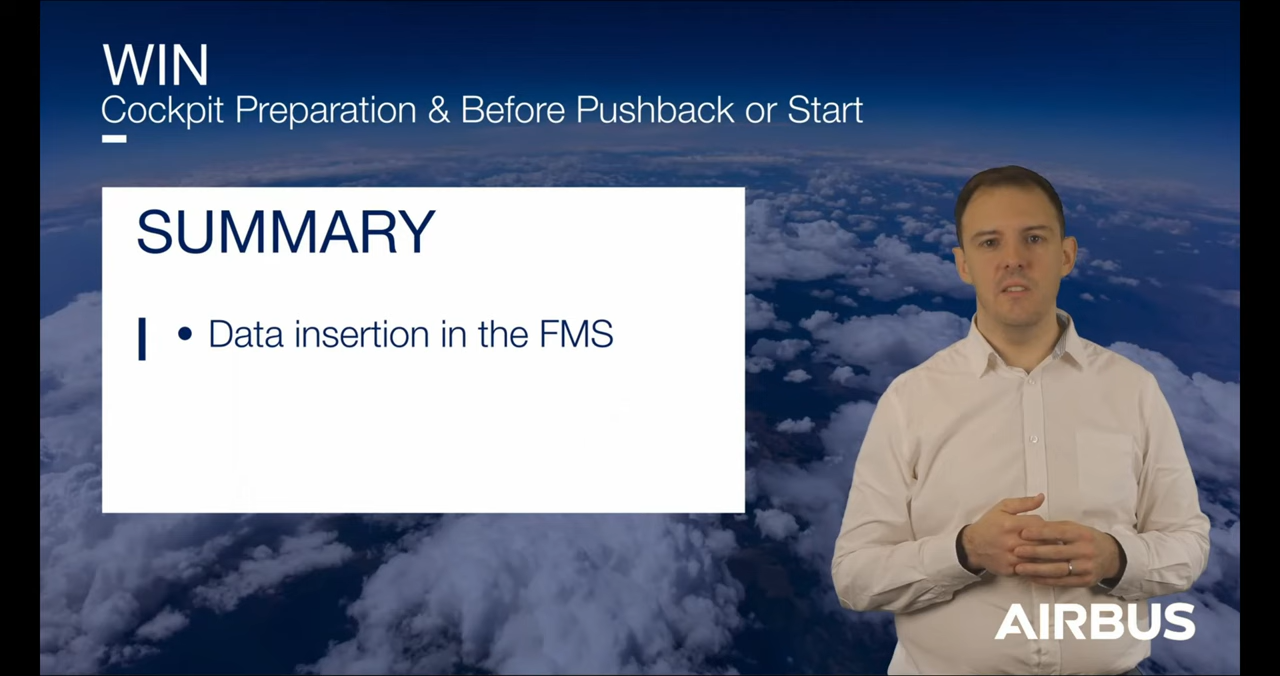 WIN
Cockpit Preparation & Before Pushback or Start
SUMMARY
• Data insertion in the FMS
AIRBUS